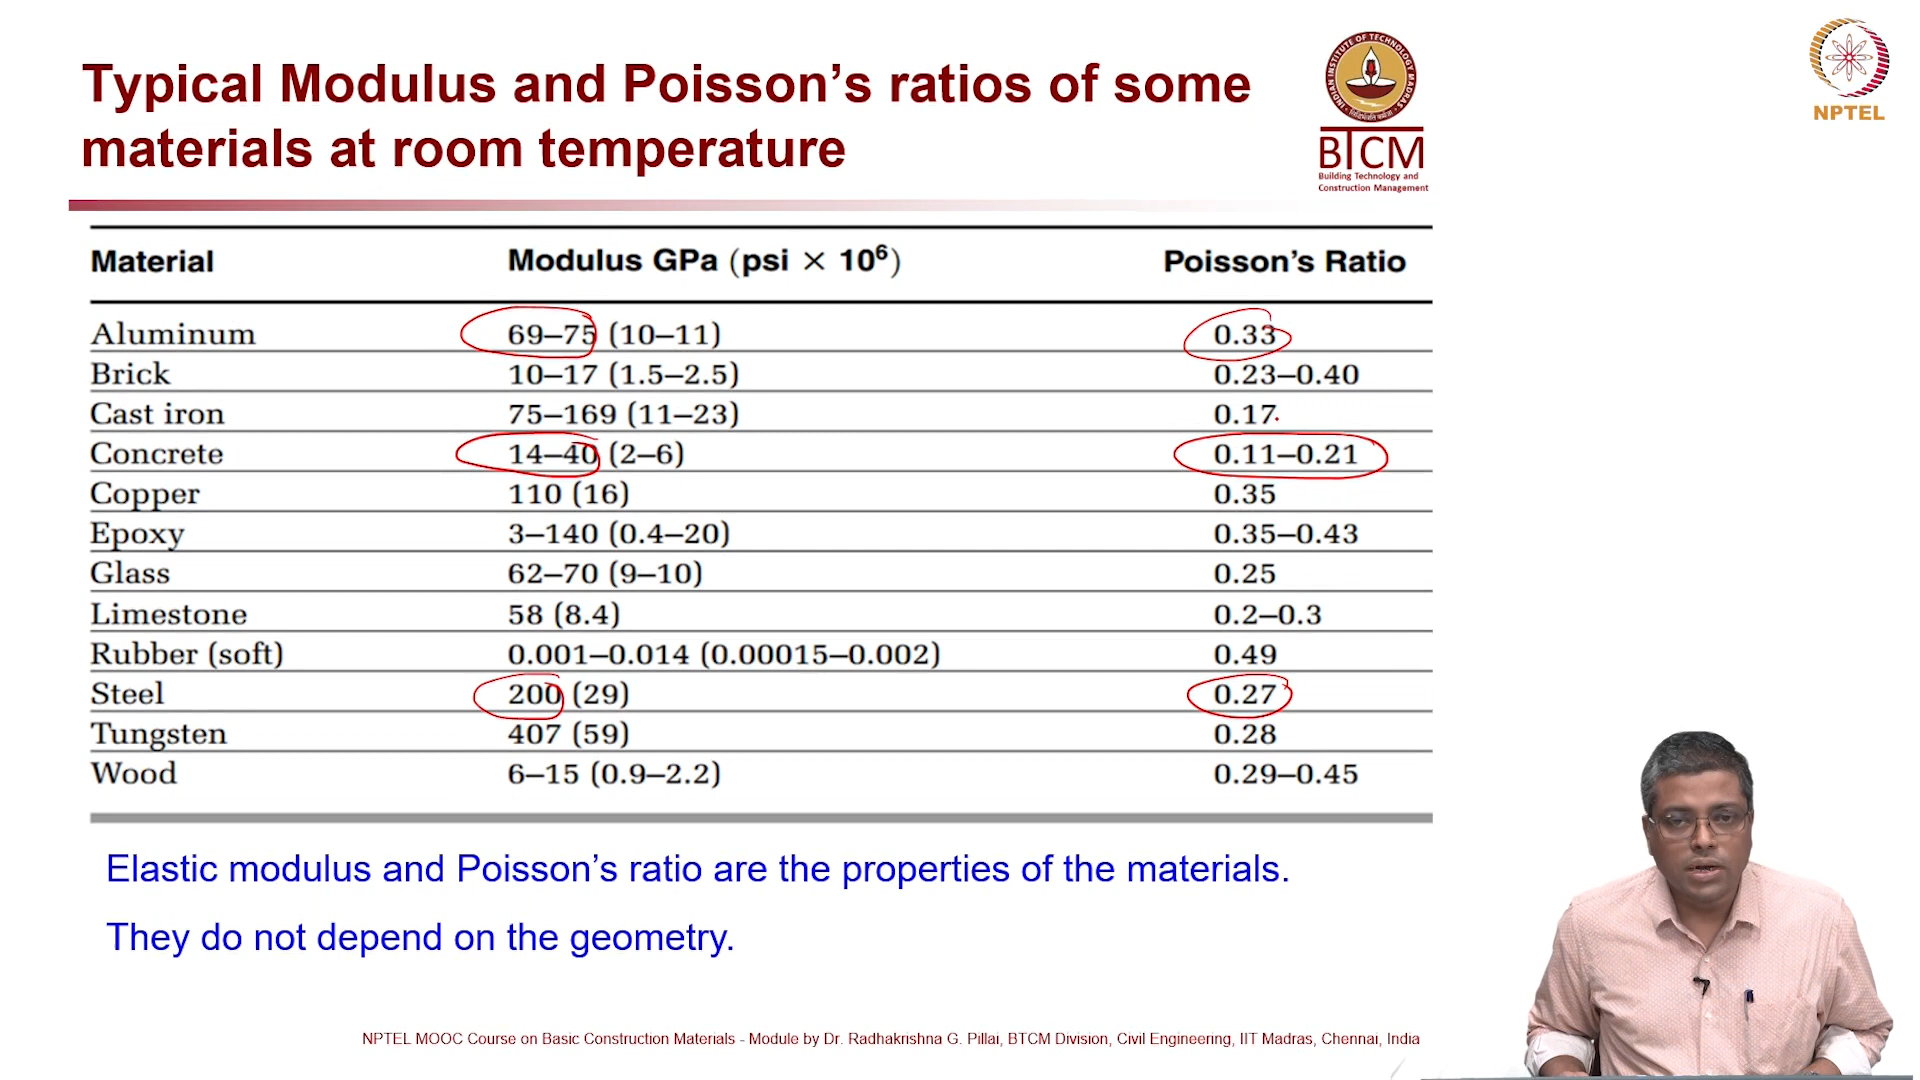 Typical Modulus and Poisson’s ratios of some
materials at room temperature
INDIAN INSTITUTE OF TECHNOLOGY MADRAS
BTCM
Building Technology and
Construction Management
NPTEL
Material Modulus GPa (psi × 10⁶) Poisson’s Ratio
Aluminum 69–75 (10–11) 0.33
Brick 10–17 (1.5–2.5) 0.23–0.40
Cast iron 75–169 (11–23) 0.17
Concrete 14–40 (2–6) 0.11–0.21
Copper 110 (16) 0.35
Epoxy 3–140 (0.4–20) 0.35–0.43
Glass 62–70 (9–10) 0.25
Limestone 58 (8.4) 0.2–0.3
Rubber (soft) 0.001–0.014 (0.00015–0.002) 0.49
Steel 200 (29) 0.27
Tungsten 407 (59) 0.28
Wood 6–15 (0.9–2.2) 0.29–0.45
Elastic modulus and Poisson’s ratio are the properties of the materials.
They do not depend on the geometry.
NPTEL MOOC Course on Basic Construction Materials - Module by Dr. Radhakrishna G. Pillai, BTCM Division, Civil Engineering, IIT Madras, Chennai, India